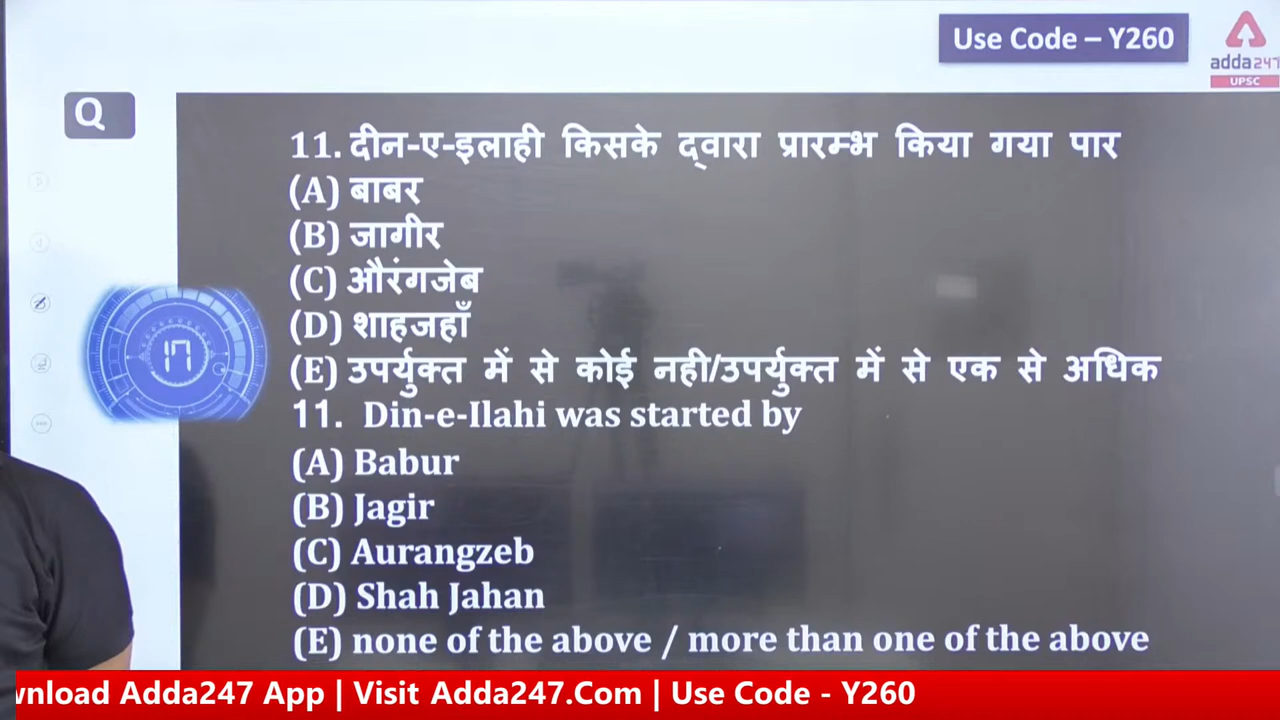 Use Code – Y260
adda247
UPSC
Q
11. दीन-ए-इलाही किसके द्वारा प्रारम्भ किया गया पार
(A) बाबर
(B) जागीर
(C) औरंगजेब
(D) शाहजहाँ
(E) उपर्युक्त में से कोई नही/उपर्युक्त में से एक से अधिक
17
11. Din-e-Ilahi was started by
(A) Babur
(B) Jagir
(C) Aurangzeb
(D) Shah Jahan
(E) none of the above / more than one of the above
wnload Adda247 App | Visit Adda247.Com | Use Code - Y260